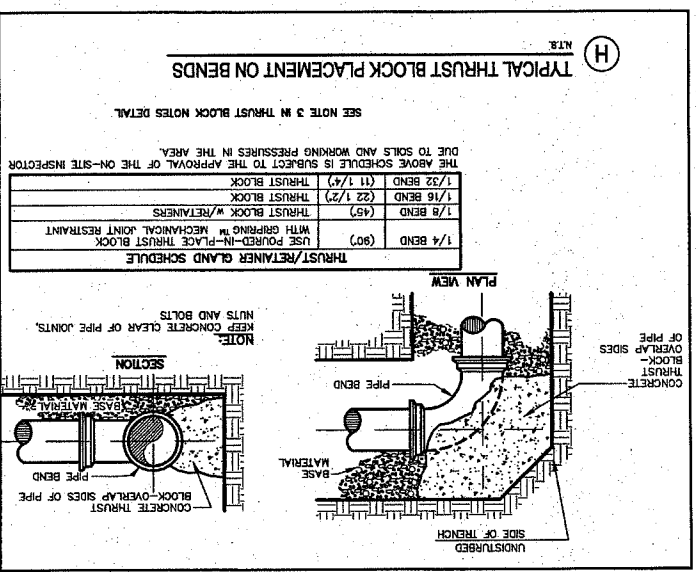 UNDISTURBED
SIDE OF TRENCH
CONCRETE
THRUST
BLOCK-
OVERLAP SIDES
OF PIPE
BASE
MATERIAL
PIPE BEND
PLAN VIEW
CONCRETE THRUST
BLOCK-OVERLAP SIDES OF PIPE
PIPE BEND
BASE MATERIAL
SECTION
NOTE:
KEEP CONCRETE CLEAR OF PIPE, JOINTS,
NUTS AND BOLTS
THRUST/RETAINER GLAND SCHEDULE
1/4 BEND (90°) USE POURED-IN-PLACE THRUST BLOCK
WITH GRIPRING ™ MECHANICAL JOINT RESTRAINT
1/8 BEND (45°) THRUST BLOCK W/RETAINERS
1/16 BEND (22 1/2°) THRUST BLOCK
1/32 BEND (11 1/4°) THRUST BLOCK
THE ABOVE SCHEDULE IS SUBJECT TO THE APPROVAL OF THE ON-SITE INSPECTOR
DUE TO SOILS AND WORKING PRESSURES IN THE AREA.
SEE NOTE 3 IN THRUST BLOCK NOTES DETAIL
H
TYPICAL THRUST BLOCK PLACEMENT ON BENDS
N.T.S.